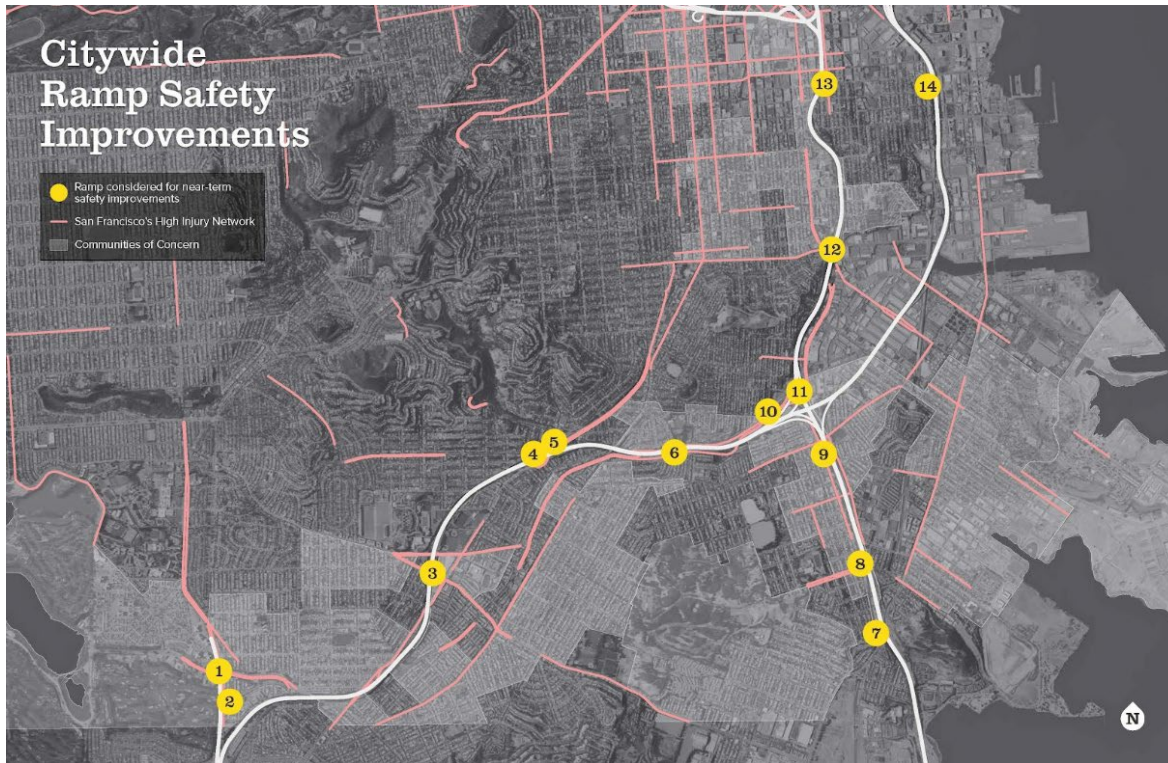 Citywide
Ramp Safety
Improvements
Ramp considered for near-term
safety improvements
San Francisco's High Injury Network
Communities of Concern
13
14
12
11
10
5
4
6
9
3
8
7
1
2
N